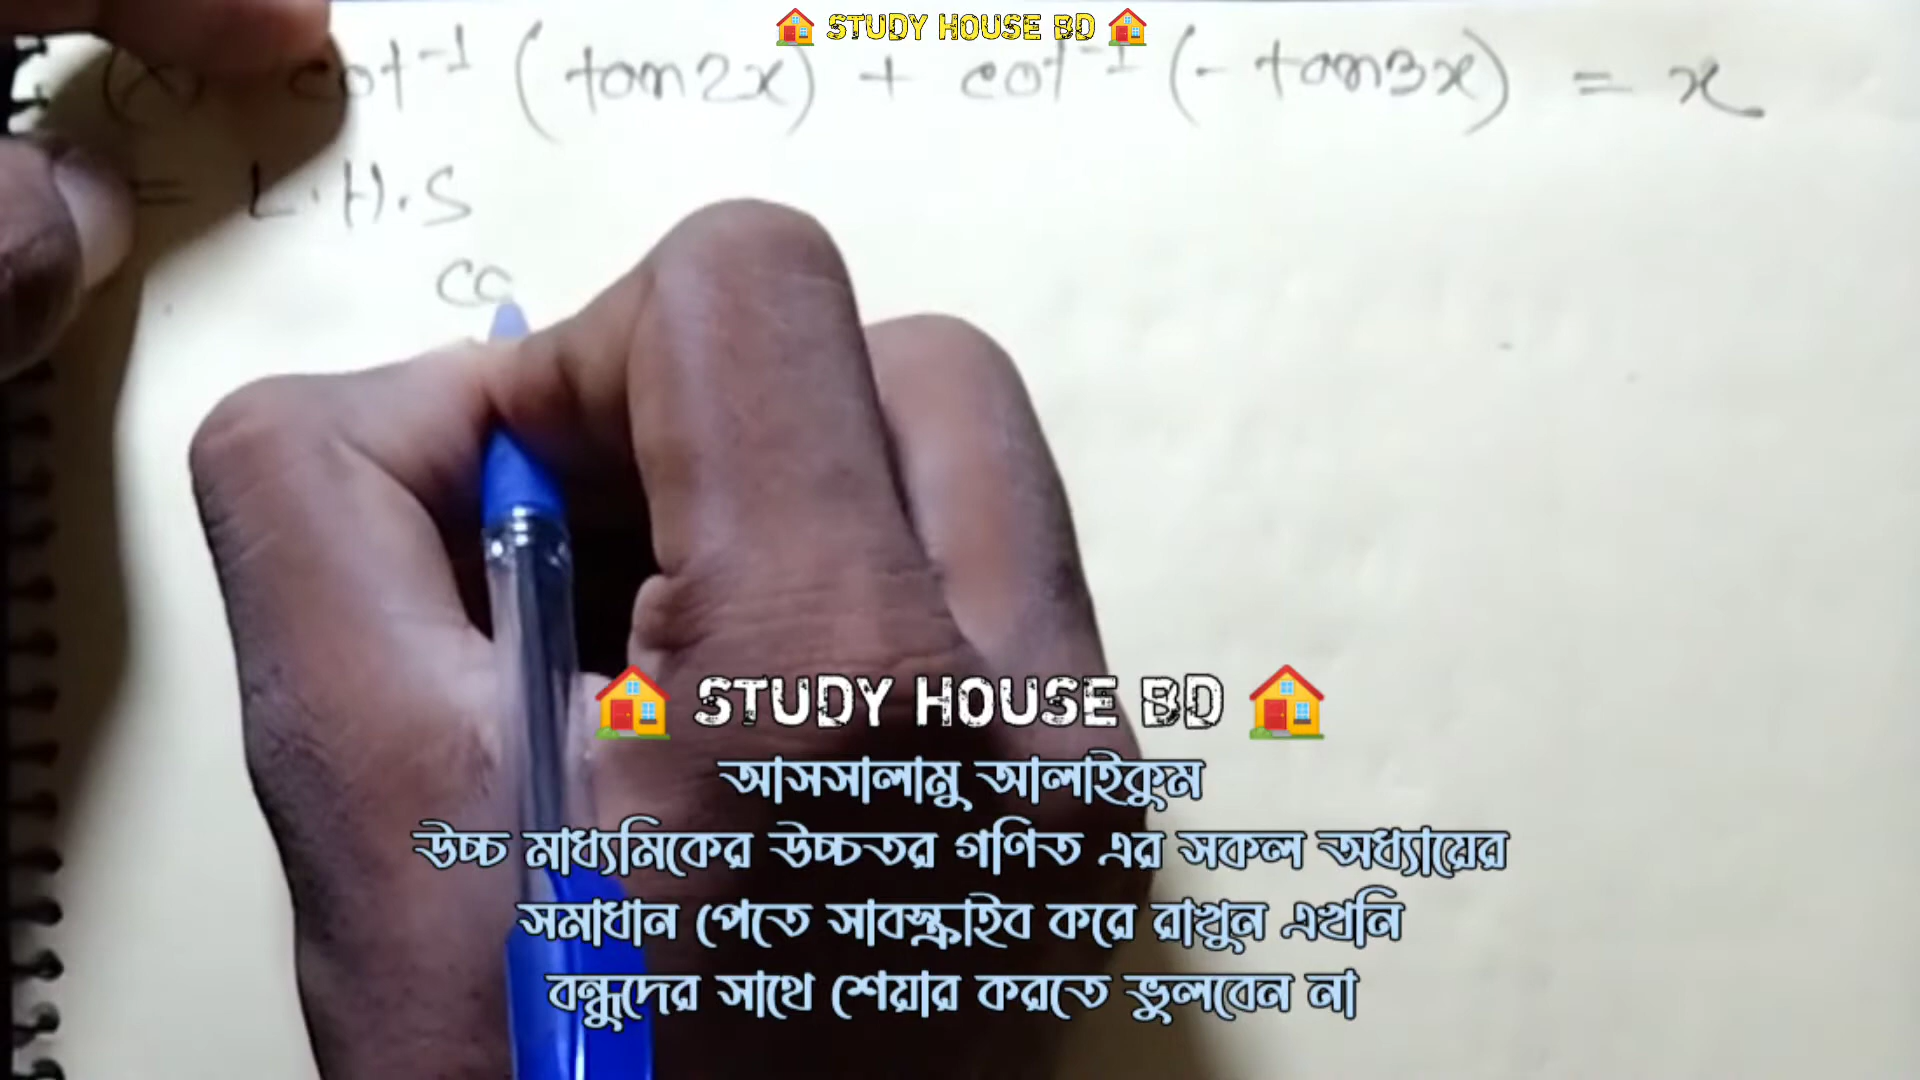 🏠 STUDY HOUSE BD 🏠
(x) cot⁻¹ (tan2x) + cot⁻¹ (- tan3x) = x
= L.H.S
co
🏠 STUDY HOUSE BD 🏠
আসসালামু আলাইকুম
উচ্চ মাধ্যমিকের উচ্চতর গণিত এর সকল অধ্যায়ের
সমাধান পেতে সাবস্ক্রাইব করে রাখুন এখনি
বন্ধুদের সাথে শেয়ার করতে ভুলবেন না